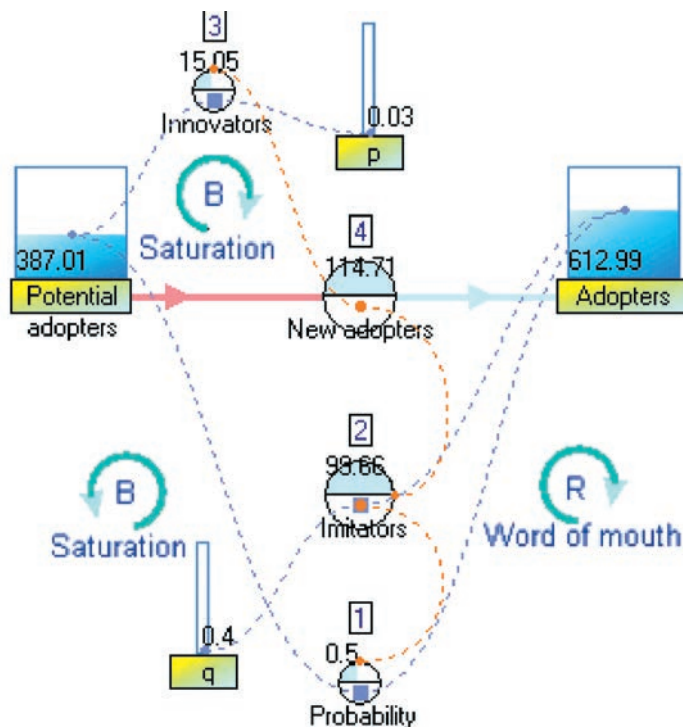 3
15.05
Innovators
0.03
p
B
Saturation
387.01
Potential
adopters
4
114.71
New adopters
612.99
Adopters
2
99.66
Imitators
B
Saturation
R
Word of mouth
0.4
q
1
0.5
Probability